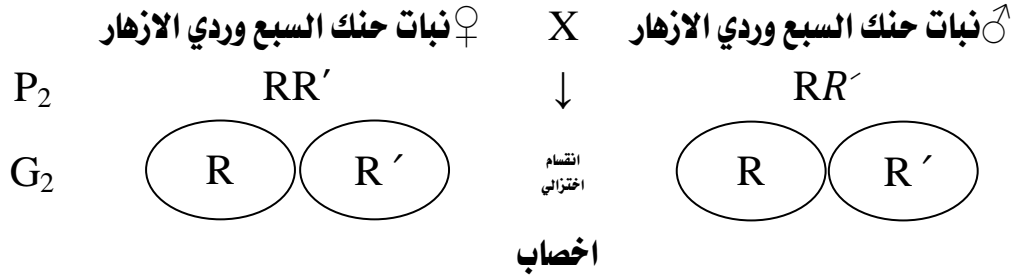 ♂نبات حنك السبع وردي الازهار X ♀نبات حنك السبع وردي الازهار
P₂ RR´ ↓ RR´
G₂ R R´ انقسام اختزالي R R´
اخصاب